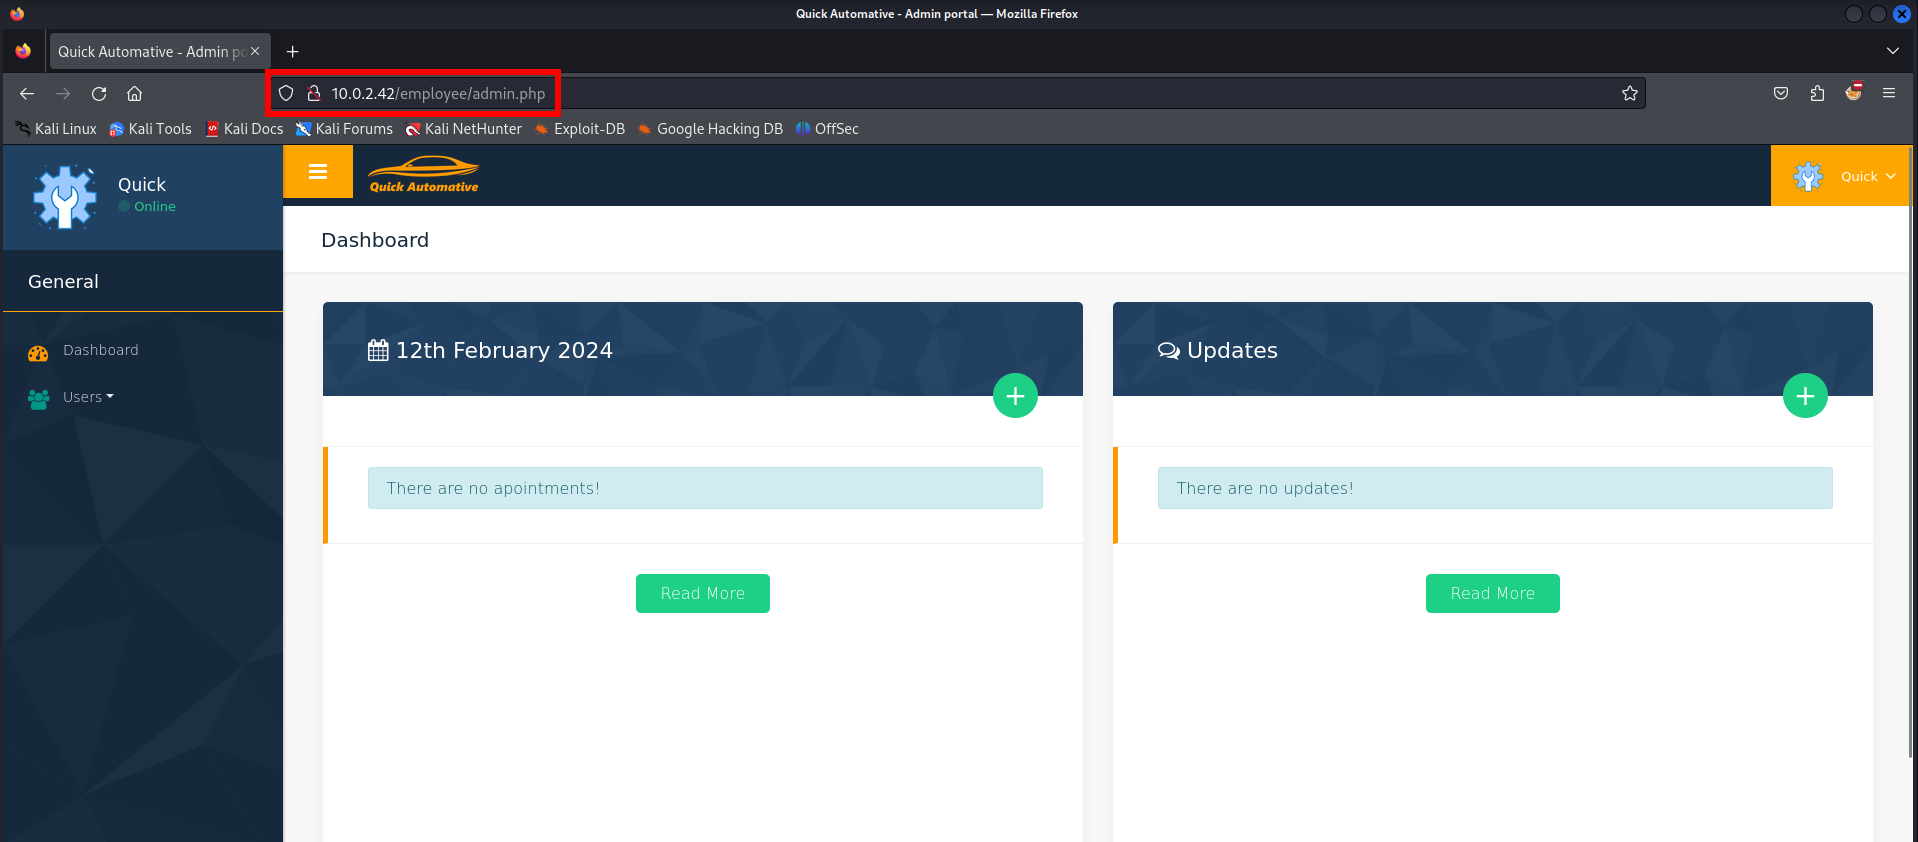 Quick Automative - Admin portal — Mozilla Firefox
Quick Automative - Admin po
10.0.2.42/employee/admin.php
Kali Linux Kali Tools Kali Docs Kali Forums Kali NetHunter Exploit-DB Google Hacking DB OffSec
Quick
Online
Quick Automative
Quick
Dashboard
General
Dashboard
Users
12th February 2024
There are no apointments!
Read More
Updates
There are no updates!
Read More